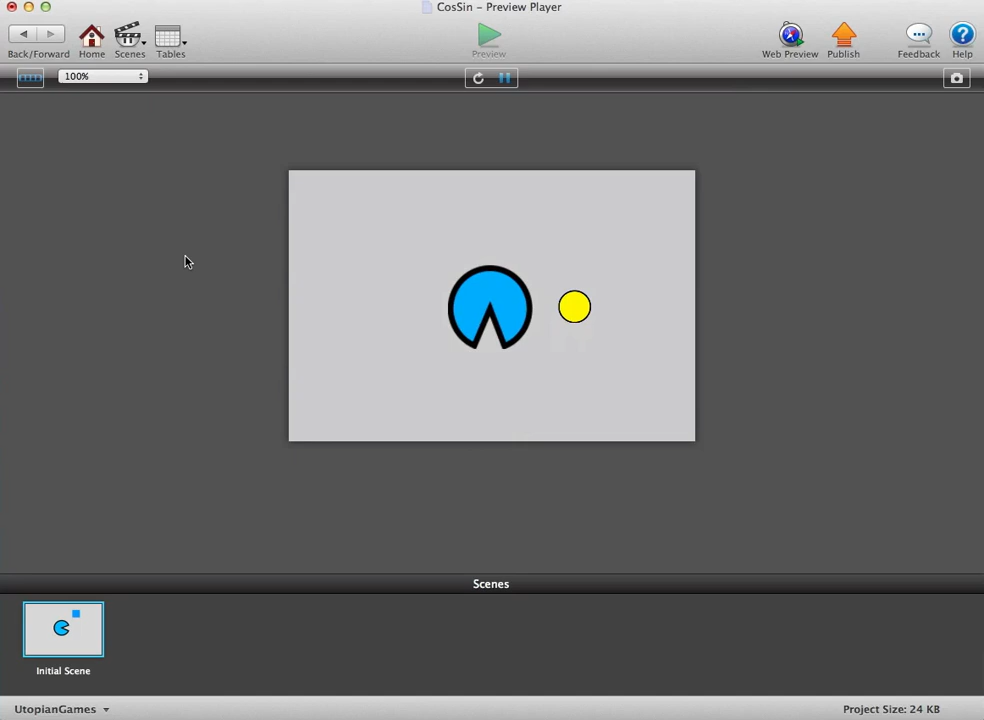 CosSin - Preview Player
Back/Forward Home Scenes Tables Preview Web Preview Publish Feedback Help
100%
Scenes
Initial Scene
UtopianGames Project Size: 24 KB